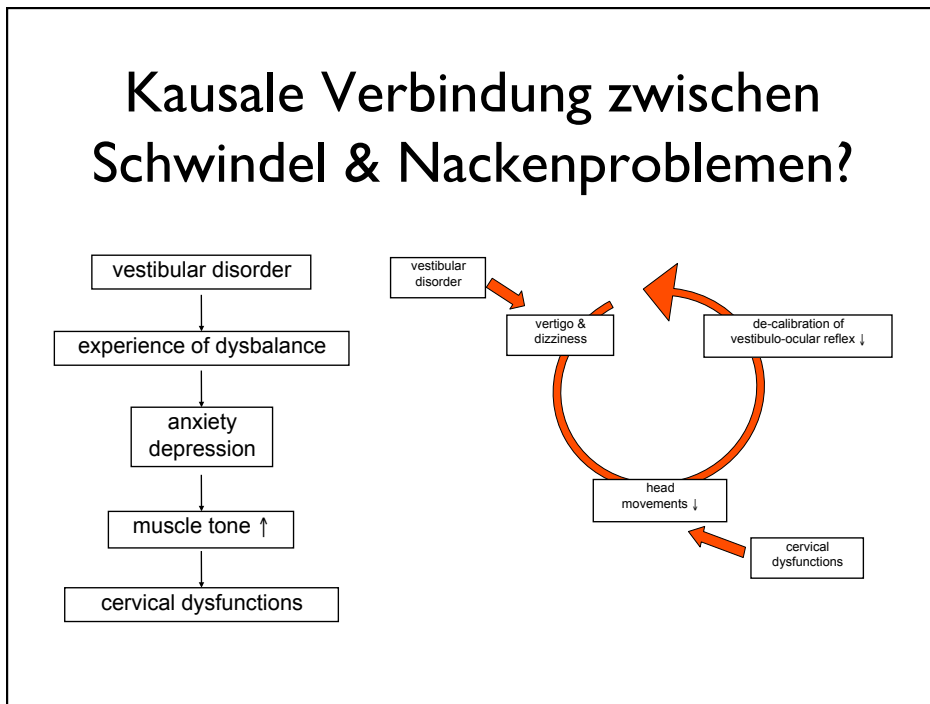 Kausale Verbindung zwischen
Schwindel & Nackenproblemen?
vestibular disorder
experience of dysbalance
anxiety
depression
muscle tone ↑
cervical dysfunctions
vestibular
disorder
vertigo &
dizziness
de-calibration of
vestibulo-ocular reflex ↓
head
movements ↓
cervical
dysfunctions